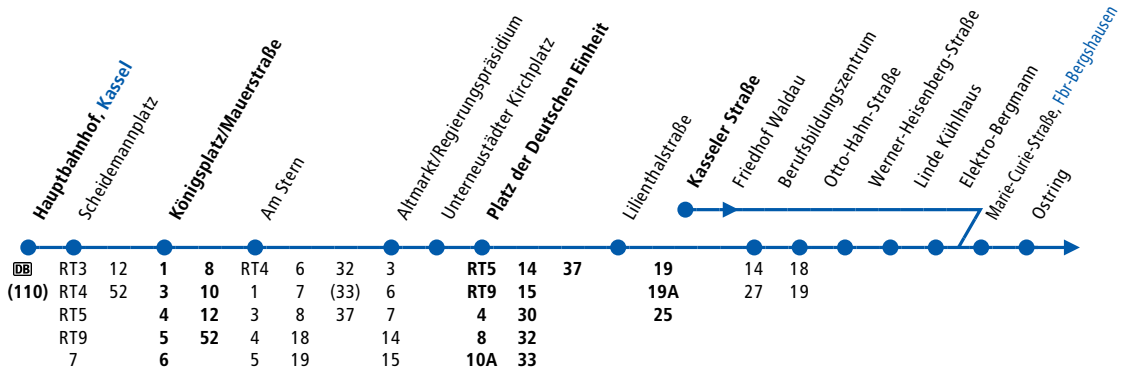 Hauptbahnhof, Kassel
Scheidemannplatz
Königsplatz/Mauerstraße
Am Stern
Altmarkt/Regierungspräsidium
Unterneustädter Kirchplatz
Platz der Deutschen Einheit
Lilienthalstraße
Kasseler Straße
Friedhof Waldau
Berufsbildungszentrum
Otto-Hahn-Straße
Werner-Heisenberg-Straße
Linde Kühlhaus
Elektro-Bergmann
Marie-Curie-Straße, Fbr-Bergshausen
Ostring
DB RT3 12 1 8 RT4 6 32 3 RT5 14 37 19 14 18
(110) RT4 52 3 10 1 7 (33) 6 RT9 15 19A 27 19
RT5 4 12 3 8 37 7 4 30 25
RT9 5 52 4 18 14 8 32
7 6 5 19 15 10A 33